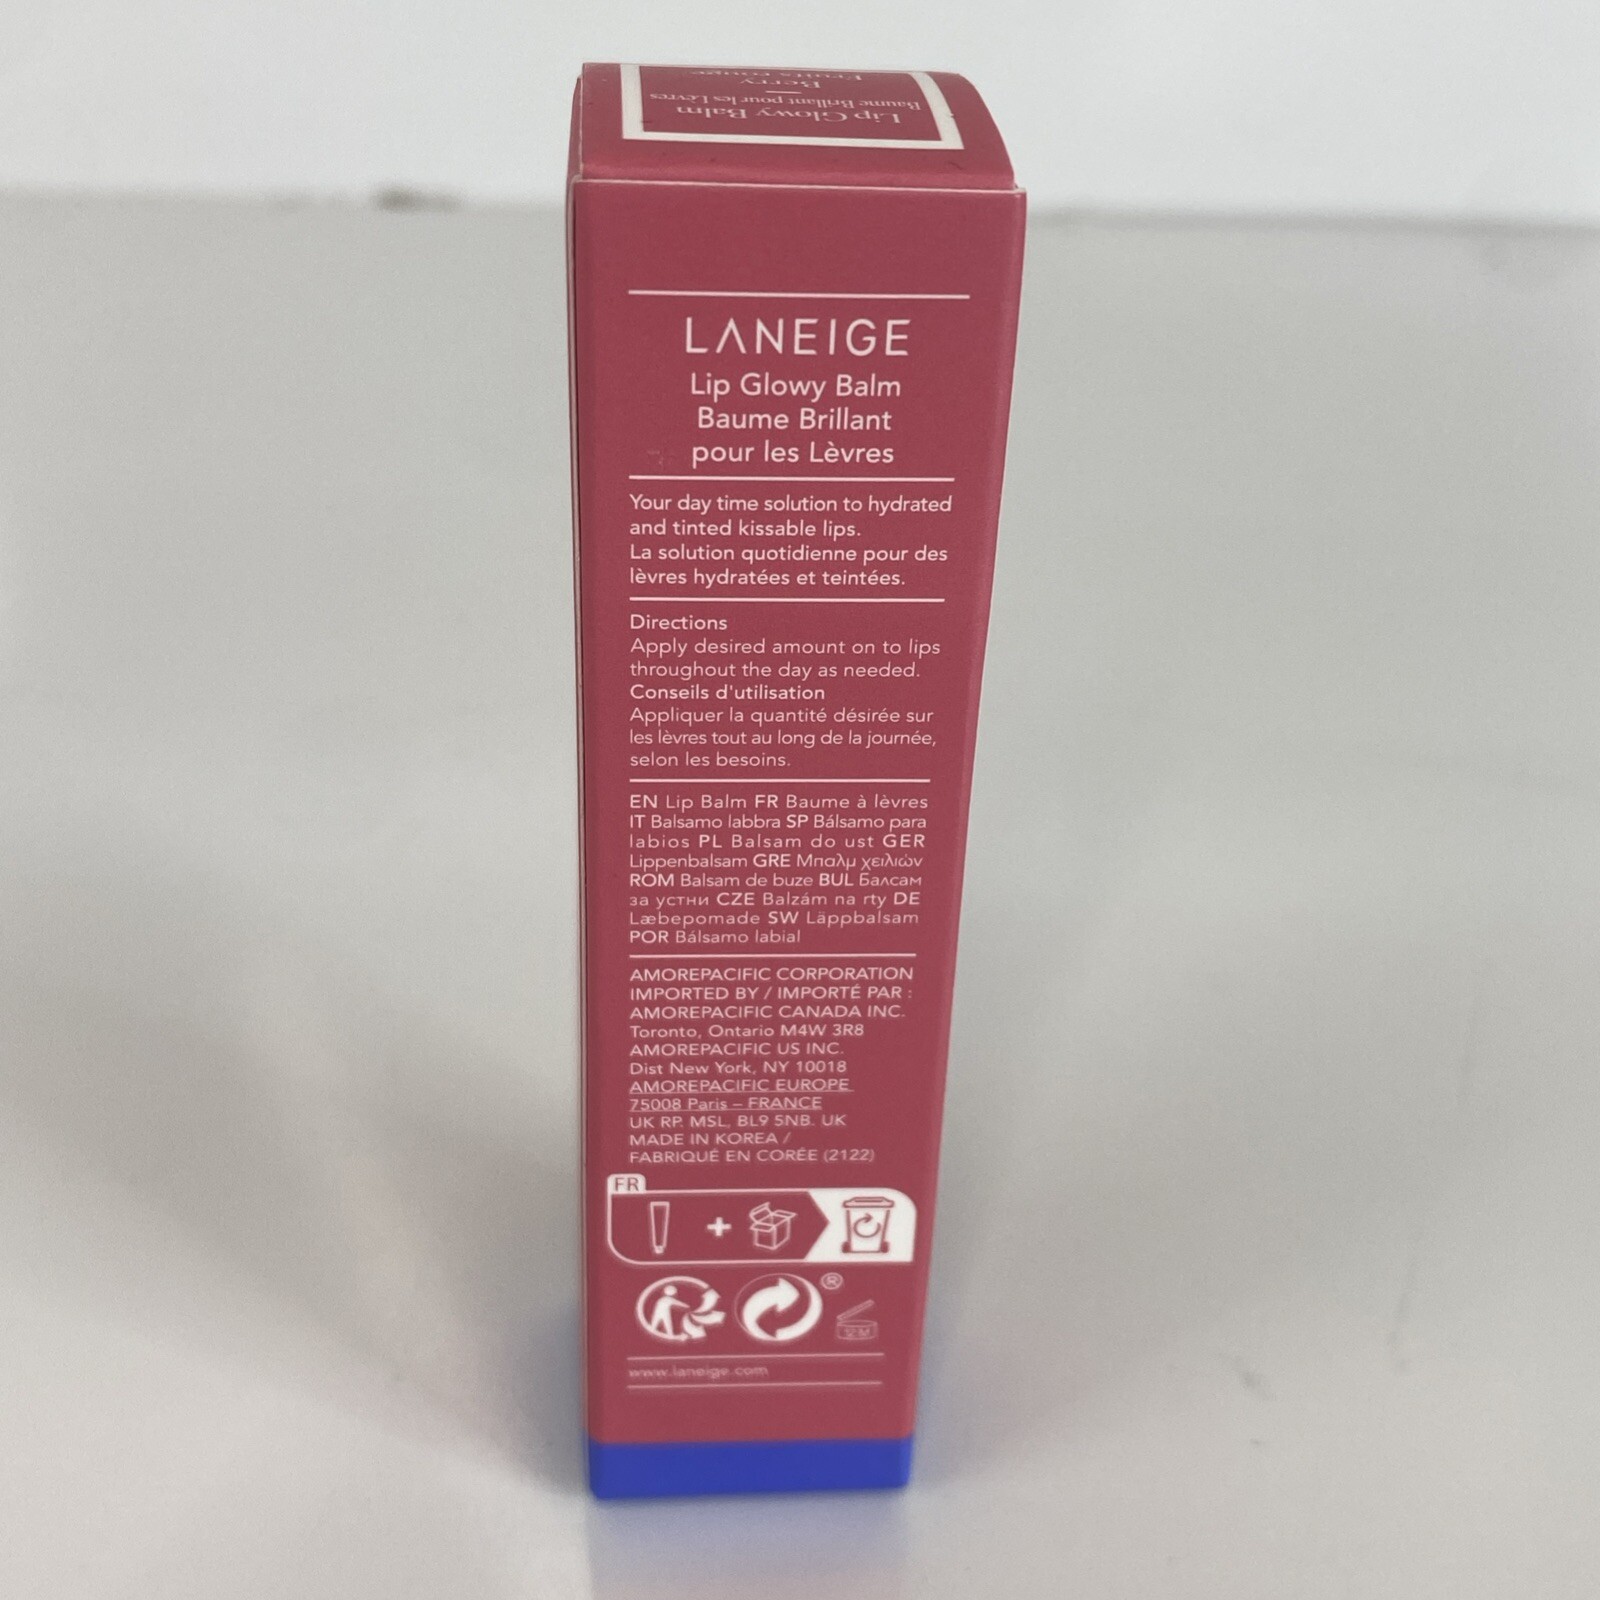 Lip Glowy Balm
Baume Brillant pour les Lèvres
Berry
Fruits rouge
LANEIGE
Lip Glowy Balm
Baume Brillant
pour les Lèvres
Your day time solution to hydrated
and tinted kissable lips.
La solution quotidienne pour des
lèvres hydratées et teintées.
Directions
Apply desired amount on to lips
throughout the day as needed.
Conseils d'utilisation
Appliquer la quantité désirée sur
les lèvres tout au long de la journée,
selon les besoins.
EN Lip Balm FR Baume à lèvres
IT Balsamo labbra SP Bálsamo para
labios PL Balsam do ust GER
Lippenbalsam GRE Μπαλμ χειλιών
ROM Balsam de buze BUL Балсам
за устни CZE Balzám na rty DE
Læbepomade SW Läppbalsam
POR Bálsamo labial
AMOREPACIFIC CORPORATION
IMPORTED BY / IMPORTÉ PAR :
AMOREPACIFIC CANADA INC.
Toronto, Ontario M4W 3R8
AMOREPACIFIC US INC.
Dist New York, NY 10018
AMOREPACIFIC EUROPE
75008 Paris – FRANCE
UK RP. MSL, BL9 5NB. UK
MADE IN KOREA /
FABRIQUÉ EN CORÉE (2122)
FR
+
®
12 M
www.laneige.com